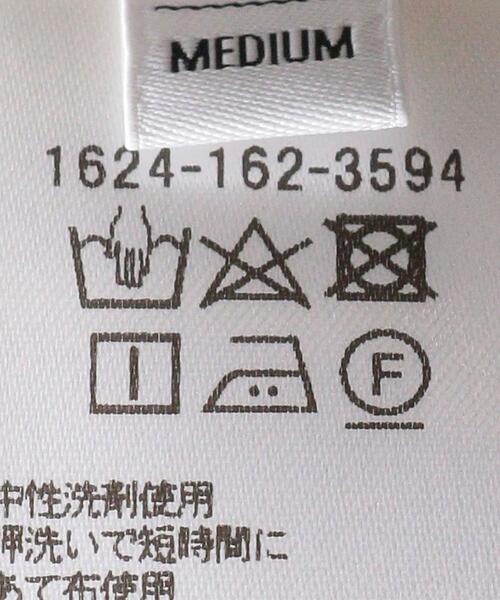 MEDIUM
1624-162-3594
F
中性洗剤使用
押洗いで短時間に
あて布使用